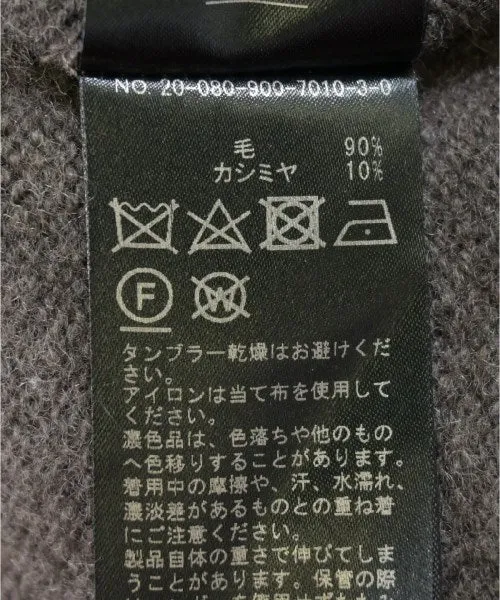 NO. 20-080-900-7010-3-0
毛 90%
カシミヤ 10%
F W
タンブラー乾燥はお避けくだ
さい。
アイロンは当て布を使用して
ください。
濃色品は、色落ちや他のもの
へ色移りすることがあります。
着用中の摩擦や、汗、水濡れ、
濃淡差があるものとの重ね着
にご注意ください。
製品自体の重さで伸びてしま
うことがあります。保管の際